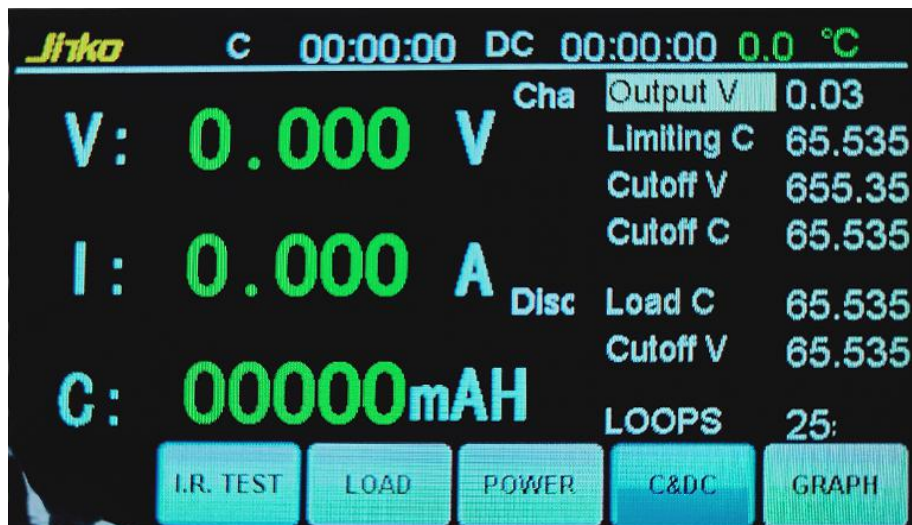 Jinko C 00:00:00 DC 00:00:00 0.0 °C
Cha Output V 0.03
V: 0.000 V
Limiting C 65.535
Cutoff V 655.35
Cutoff C 65.535
I: 0.000 A
Disc Load C 65.535
Cutoff V 65.535
C: 00000mAH
LOOPS 25:
I.R. TEST LOAD POWER C&DC GRAPH